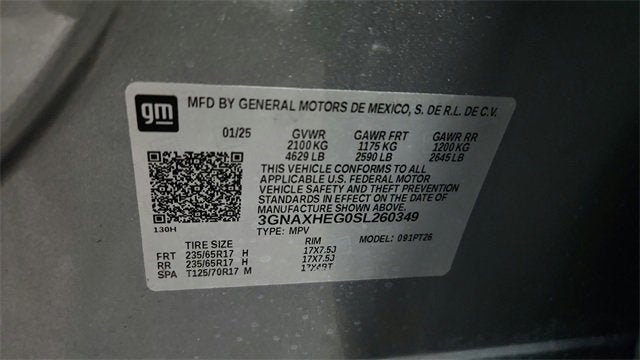 gm
MFD BY GENERAL MOTORS DE MEXICO, S. DE R.L. DE C.V.
01/25 GVWR GAWR FRT GAWR RR
2100 KG 1175 KG 1200 KG
4629 LB 2590 LB 2645 LB
THIS VEHICLE CONFORMS TO ALL
APPLICABLE U.S. FEDERAL MOTOR
VEHICLE SAFETY AND THEFT PREVENTION
STANDARDS IN EFFECT ON THE DATE OF
MANUFACTURE SHOWN ABOVE.
3GNAXHEG0SL260349
130H TYPE: MPV MODEL: 091PT26
TIRE SIZE RIM
FRT 235/65R17 H 17X7.5J
RR 235/65R17 H 17X7.5J
SPA T125/70R17 M 17X4RT